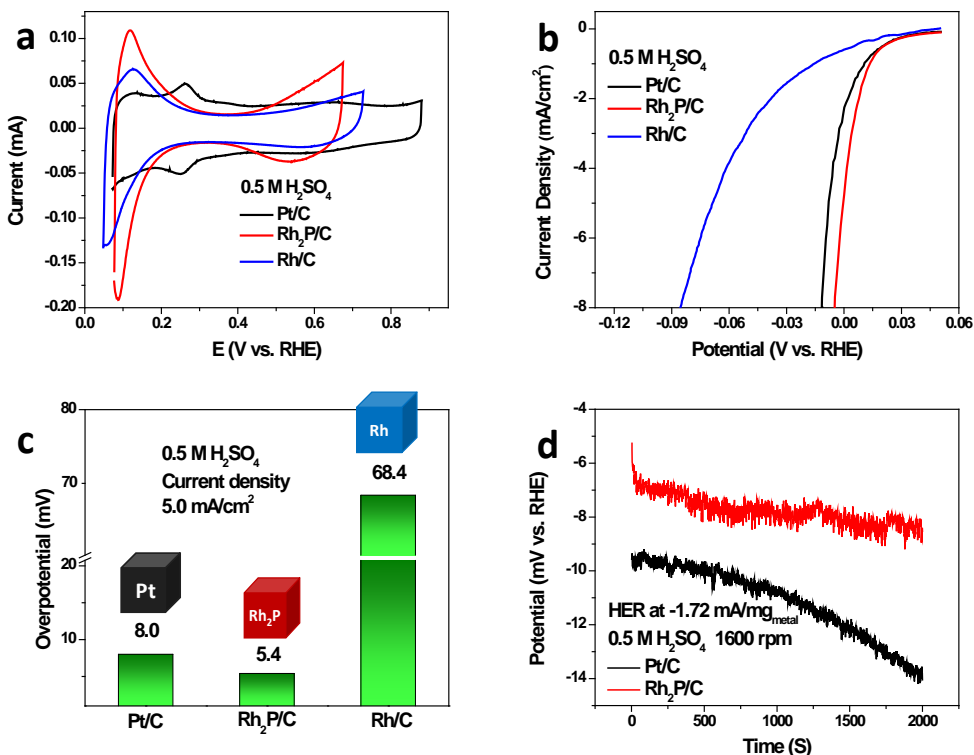 a
0.10
0.05
0.00
-0.05
-0.10
-0.15
-0.20
Current (mA)
0.5 M H₂SO₄
Pt/C
Rh₂P/C
Rh/C
0.0 0.2 0.4 0.6 0.8
E (V vs. RHE)
b
0
-2
-4
-6
-8
Current Density (mA/cm²)
0.5 M H₂SO₄
Pt/C
Rh₂P/C
Rh/C
-0.12 -0.09 -0.06 -0.03 0.00 0.03 0.06
Potential (V vs. RHE)
c
80
70
20
10
Overpotential (mV)
0.5 M H₂SO₄
Current density
5.0 mA/cm²
Pt
8.0
Rh₂P
5.4
Rh
68.4
Pt/C Rh₂P/C Rh/C
d
-4
-6
-8
-10
-12
-14
Potential (mV vs. RHE)
HER at -1.72 mA/mg_metal
0.5 M H₂SO₄ 1600 rpm
Pt/C
Rh₂P/C
0 500 1000 1500 2000
Time (S)